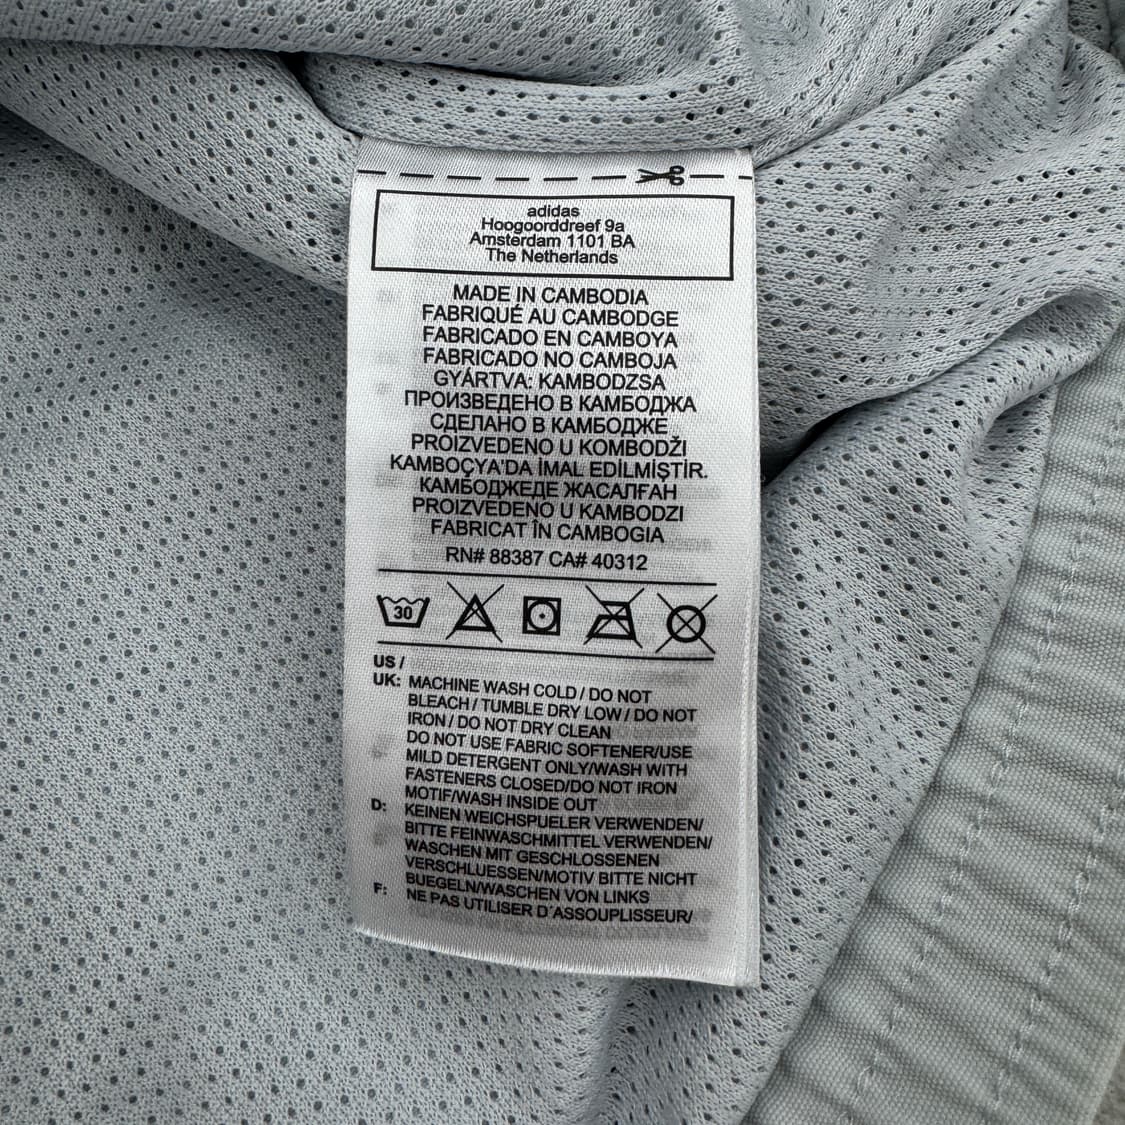 adidas
Hoogoorddreef 9a
Amsterdam 1101 BA
The Netherlands
MADE IN CAMBODIA
FABRIQUÉ AU CAMBODGE
FABRICADO EN CAMBOYA
FABRICADO NO CAMBOJA
GYÁRTVA: KAMBODZSA
ПРОИЗВЕДЕНО В КАМБОДЖА
СДЕЛАНО В КАМБОДЖЕ
PROIZVEDENO U KOMBODŽI
KAMBOÇYA'DA İMAL EDİLMİŞTİR.
КАМБОДЖЕДЕ ЖАСАЛҒАН
PROIZVEDENO U KAMBODZI
FABRICAT ÎN CAMBOGIA
RN# 88387 CA# 40312
30
US /
UK: MACHINE WASH COLD / DO NOT
BLEACH / TUMBLE DRY LOW / DO NOT
IRON / DO NOT DRY CLEAN
DO NOT USE FABRIC SOFTENER/USE
MILD DETERGENT ONLY/WASH WITH
FASTENERS CLOSED/DO NOT IRON
MOTIF/WASH INSIDE OUT
D: KEINEN WEICHSPUELER VERWENDEN/
BITTE FEINWASCHMITTEL VERWENDEN/
WASCHEN MIT GESCHLOSSENEN
VERSCHLUESSEN/MOTIV BITTE NICHT
BUEGELN/WASCHEN VON LINKS
F: NE PAS UTILISER D´ASSOUPLISSEUR/